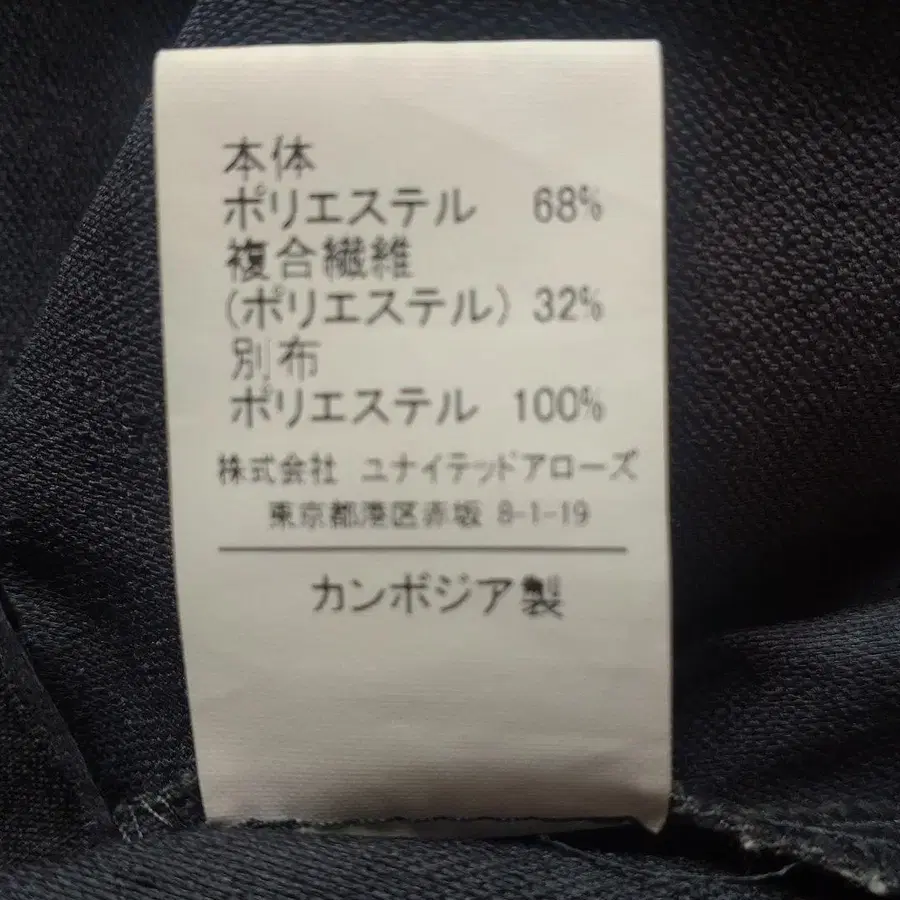 本体
ポリエステル 68%
複合繊維
(ポリエステル) 32%
別布
ポリエステル 100%
株式会社 ユナイテッドアローズ
東京都港区赤坂 8-1-19
カンボジア製